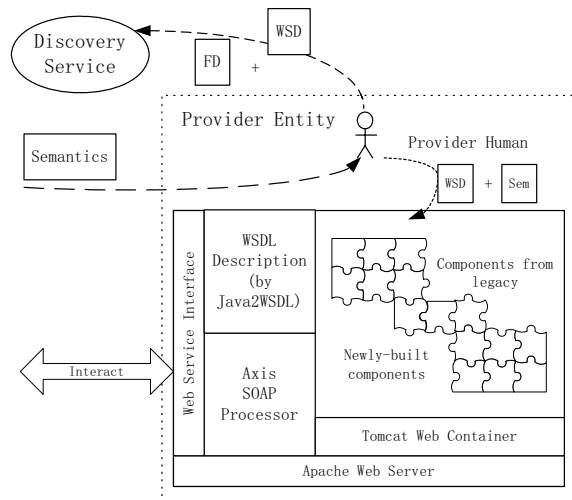 WSD
Discovery
Service
FD
+
Provider Entity
Provider Human
Semantics
WSD
+
Sem
WSDL
Description
(by
Java2WSDL)
Components from
legacy
Web Service Interface
Newly-built
components
Interact
Axis
SOAP
Processor
Tomcat Web Container
Apache Web Server